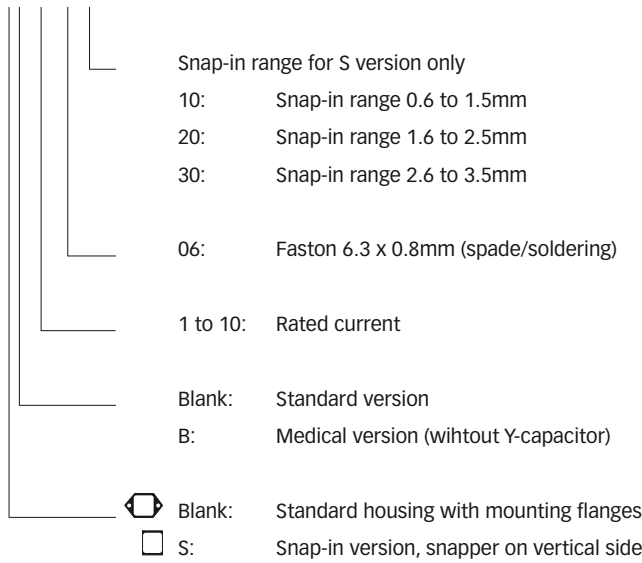 Snap-in range for S version only
10: Snap-in range 0.6 to 1.5mm
20: Snap-in range 1.6 to 2.5mm
30: Snap-in range 2.6 to 3.5mm
06: Faston 6.3 x 0.8mm (spade/soldering)
1 to 10: Rated current
Blank: Standard version
B: Medical version (wihtout Y-capacitor)
Blank: Standard housing with mounting flanges
S: Snap-in version, snapper on vertical side